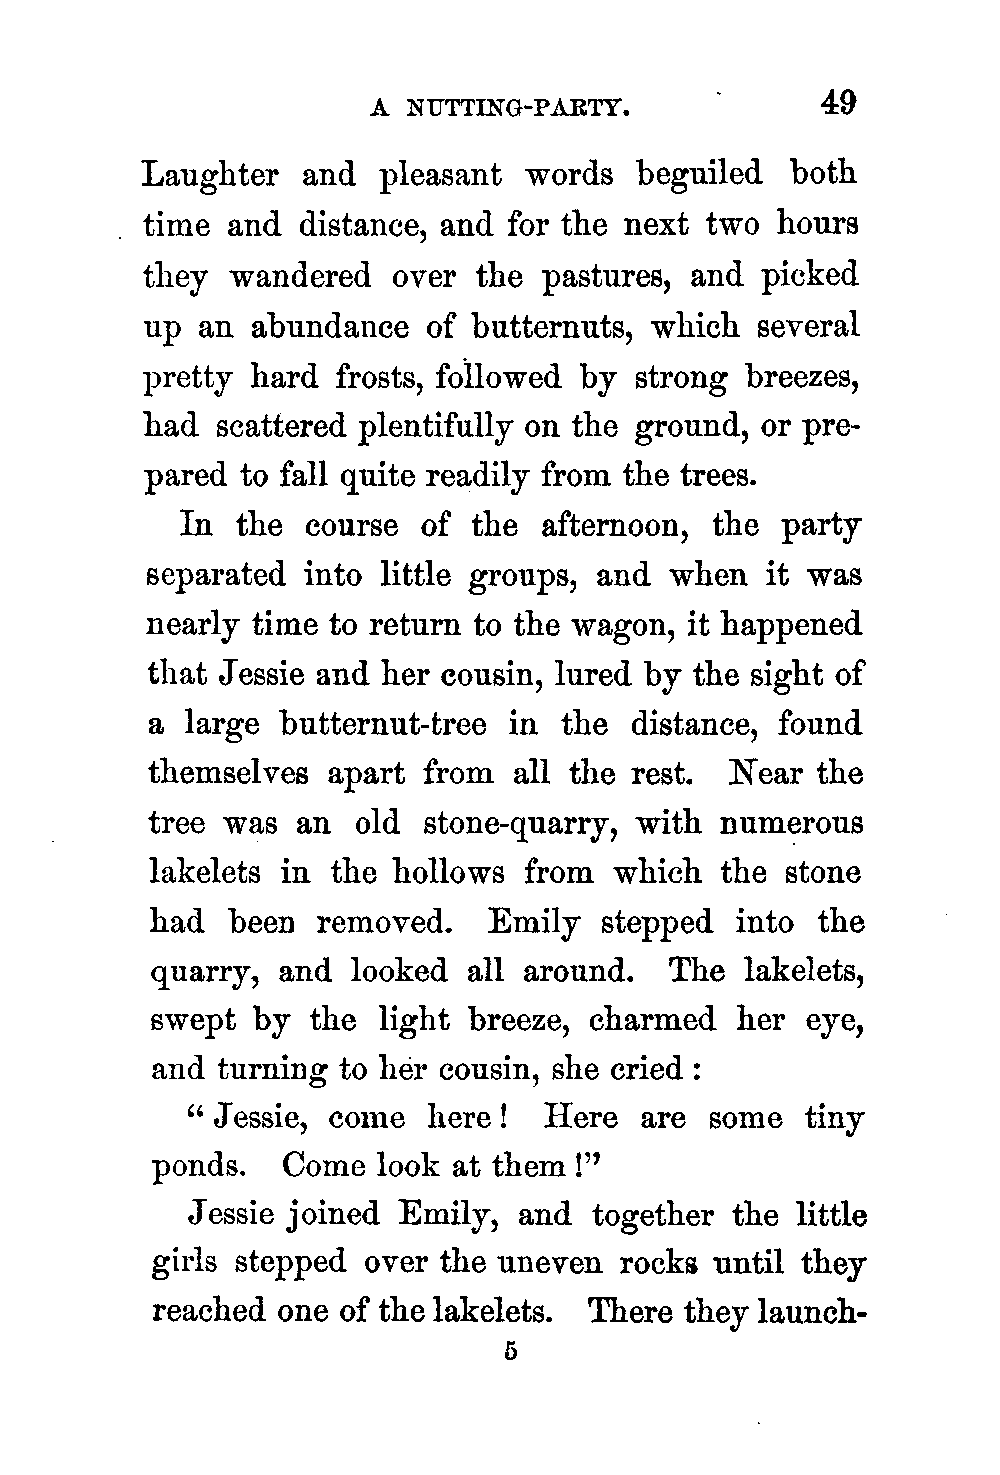 A NUTTING-PARTY. 49
Laughter and pleasant words beguiled both
time and distance, and for the next two hours
they wandered over the pastures, and picked
up an abundance of butternuts, which several
pretty hard frosts, followed by strong breezes,
had scattered plentifully on the ground, or pre-
pared to fall quite readily from the trees.
In the course of the afternoon, the party
separated into little groups, and when it was
nearly time to return to the wagon, it happened
that Jessie and her cousin, lured by the sight of
a large butternut-tree in the distance, found
themselves apart from all the rest. Near the
tree was an old stone-quarry, with numerous
lakelets in the hollows from which the stone
had been removed. Emily stepped into the
quarry, and looked all around. The lakelets,
swept by the light breeze, charmed her eye,
and turning to her cousin, she cried :
“ Jessie, come here ! Here are some tiny
ponds. Come look at them !”
Jessie joined Emily, and together the little
girls stepped over the uneven rocks until they
reached one of the lakelets. There they launch-
5